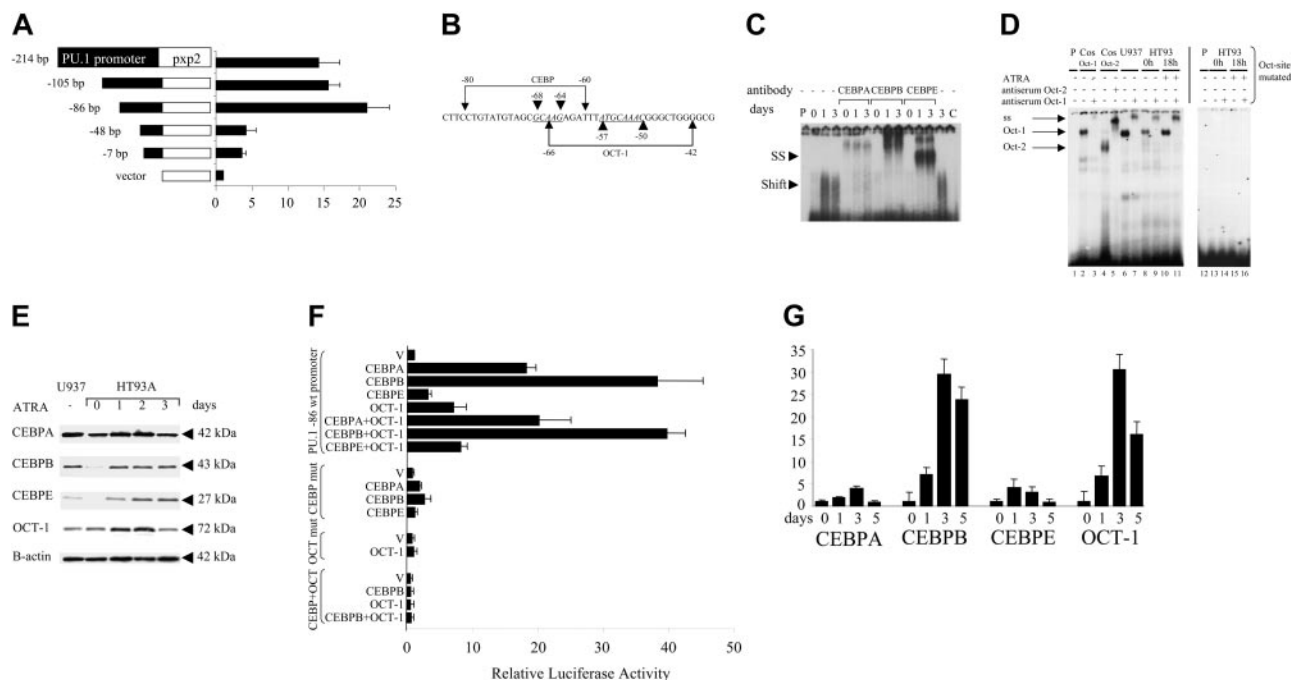 A
-214 bp PU.1 promoter pxp2
-105 bp
-86 bp
-48 bp
-7 bp
vector
0 5 10 15 20 25
B
CEBP
-80 -60
-68 -64
CTTCCTGTATGTAGCGCAAGAGATTTATGCAAACGGGCTGGGGCG
-57 -50
-66 -42
OCT-1
C
antibody CEBPA CEBPB CEBPE
days P 0 1 3 0 1 3 0 1 3 0 1 3 3 C
SS
Shift
D
P Cos Cos U937 HT93 P HT93
Oct-1 Oct-2 0h 18h 0h 18h
Oct-site mutated
ATRA - - - - - - - - - + + - - - + +
antiserum Oct-2
antiserum Oct-1
ss
Oct-1
Oct-2
1 2 3 4 5 6 7 8 9 10 11 12 13 14 15 16
E
U937 HT93A
ATRA - 0 1 2 3 days
CEBPA 42 kDa
CEBPB 43 kDa
CEBPE 27 kDa
OCT-1 72 kDa
B-actin 42 kDa
F
PU.1 -86 wt promoter
V
CEBPA
CEBPB
CEBPE
OCT-1
CEBPA+OCT-1
CEBPB+OCT-1
CEBPE+OCT-1
CEBP mut
V
CEBPA
CEBPB
CEBPE
OCT mut
V
OCT-1
CEBP+OCT
V
CEBPB
OCT-1
CEBPB+OCT-1
0 10 20 30 40 50
Relative Luciferase Activity
G
35
30
25
20
15
10
5
0
days 0 1 3 5 0 1 3 5 0 1 3 5 0 1 3 5
CEBPA CEBPB CEBPE OCT-1